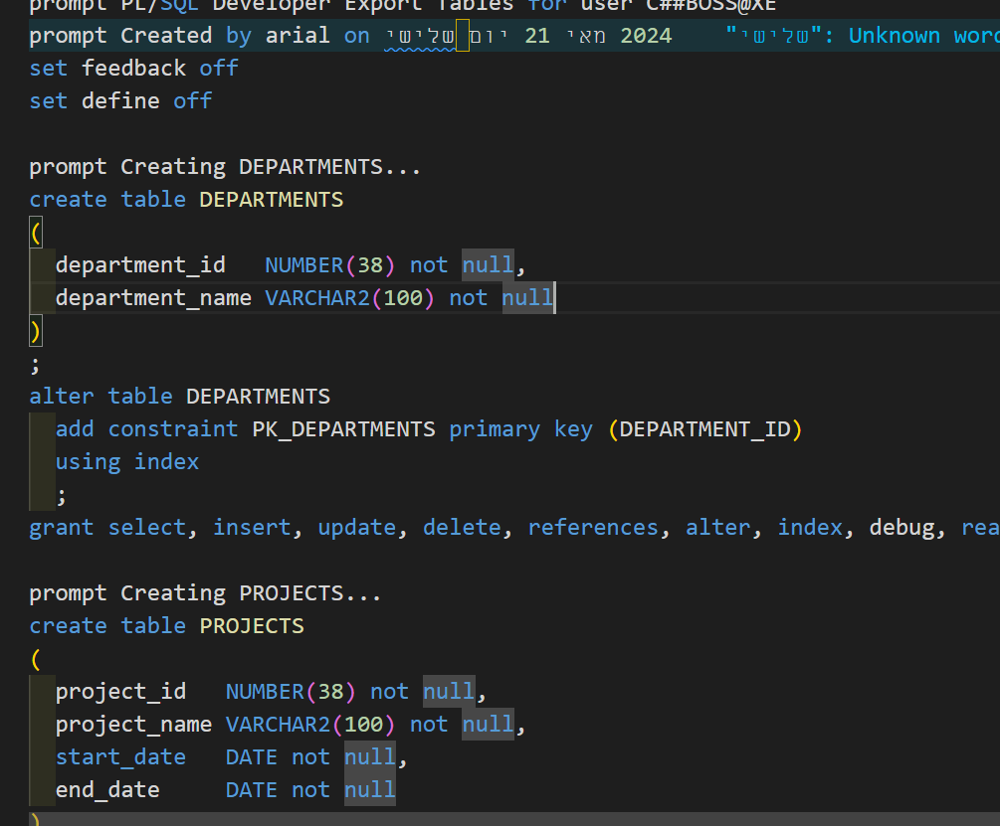 prompt PL/SQL Developer Export Tables for user C##BOSS@XE
prompt Created by arial on יום שלישי 21 מאי 2024 "שלישי": Unknown
set feedback off
set define off
prompt Creating DEPARTMENTS...
create table DEPARTMENTS
(
department_id NUMBER(38) not null,
department_name VARCHAR2(100) not null
)
;
alter table DEPARTMENTS
add constraint PK_DEPARTMENTS primary key (DEPARTMENT_ID)
using index
;
grant select, insert, update, delete, references, alter, index, debug,
prompt Creating PROJECTS...
create table PROJECTS
(
project_id NUMBER(38) not null,
project_name VARCHAR2(100) not null,
start_date DATE not null,
end_date DATE not null
)